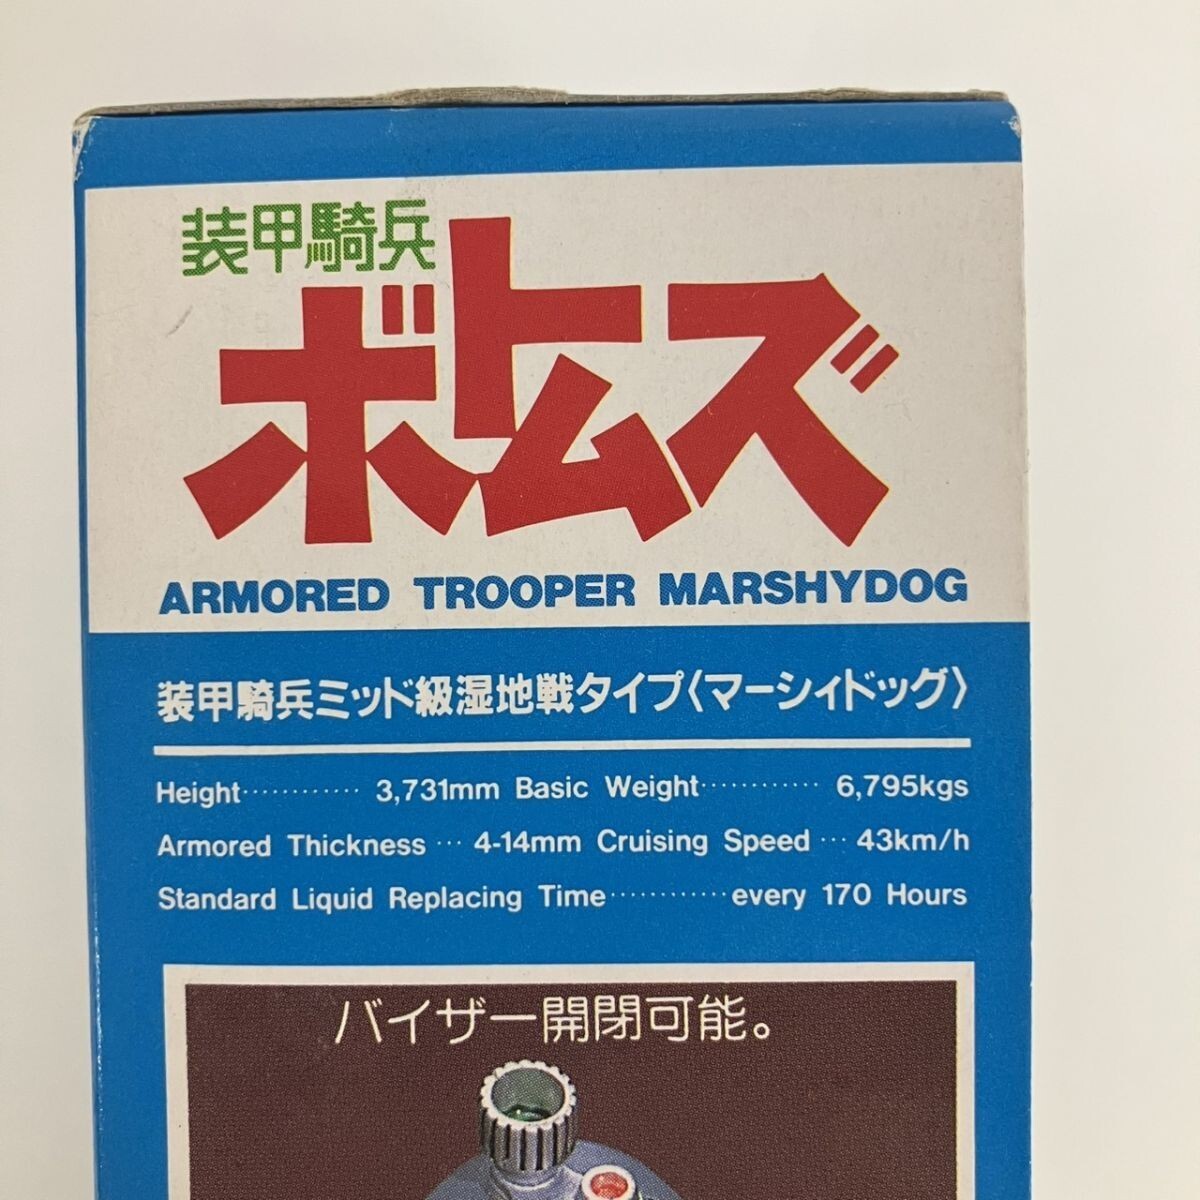 装甲騎兵
ボトムズ
ARMORED TROOPER MARSHYDOG
装甲騎兵ミッド級湿地戦タイプ〈マーシィドッグ〉
Height············ 3,731mm Basic Weight············ 6,795kgs
Armored Thickness ··· 4-14mm Cruising Speed ··· 43km/h
Standard Liquid Replacing Time············every 170 Hours
バイザー開閉可能。